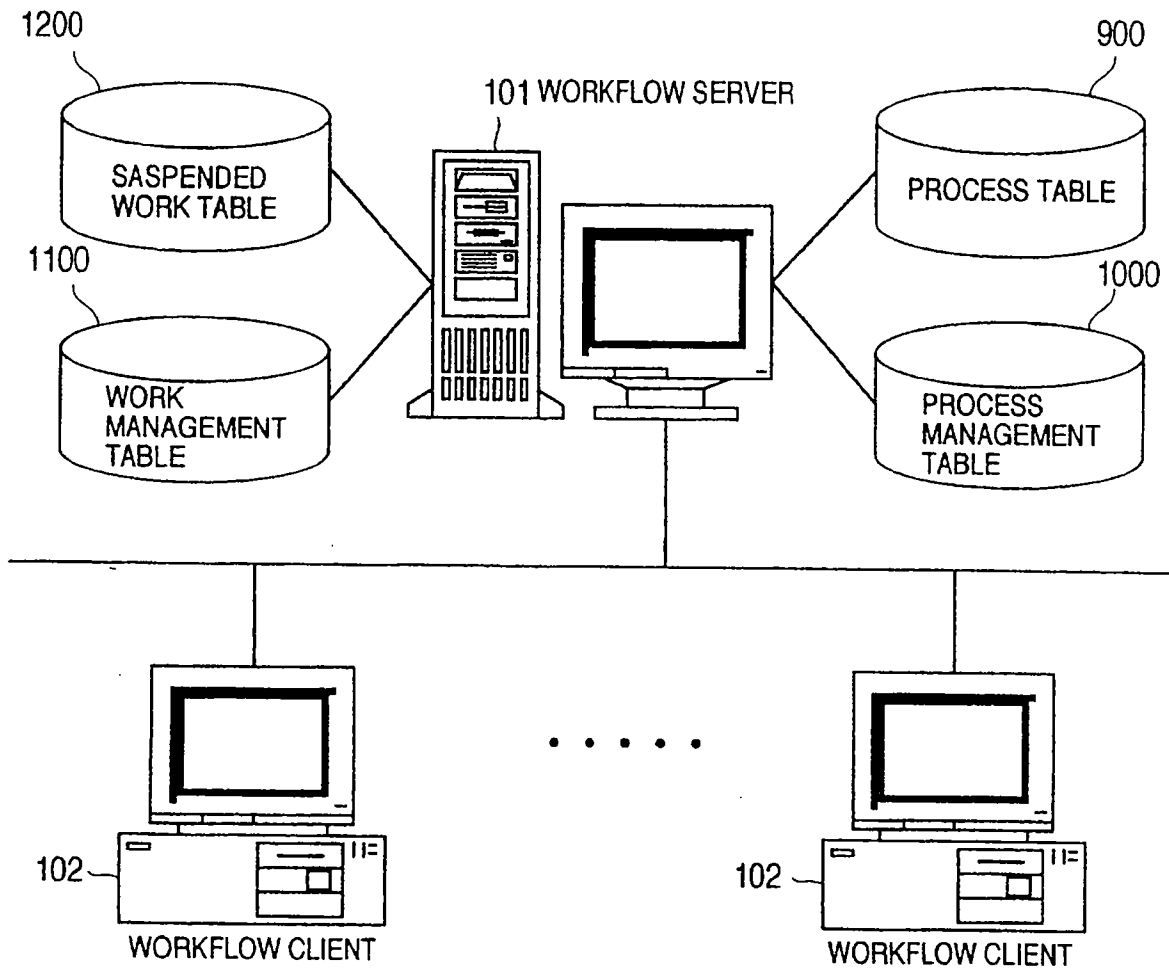 1200
900
101 WORKFLOW SERVER
SASPENDED
WORK TABLE
PROCESS TABLE
1100
1000
WORK
MANAGEMENT
TABLE
PROCESS
MANAGEMENT
TABLE
102
102
WORKFLOW CLIENT
WORKFLOW CLIENT